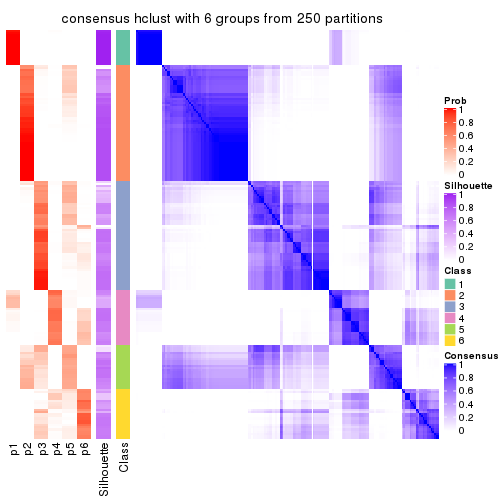 consensus hclust with 6 groups from 250 partitions
Prob
1
0.8
0.6
0.4
0.2
0
Silhouette
1
0.8
0.6
0.4
0.2
0
Class
1
2
3
4
5
6
Consensus
1
0.8
0.6
0.4
0.2
0
p1
p2
p3
p4
p5
p6
Silhouette
Class